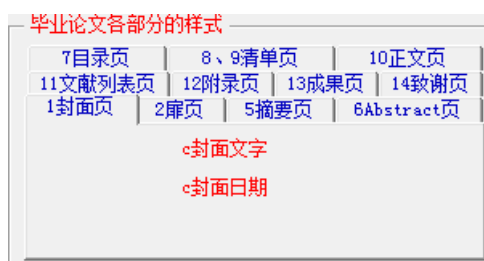 毕业论文各部分的样式
7目录页 8、9清单页 10正文页
11文献列表页 12附录页 13成果页 14致谢页
1封面页 2扉页 5摘要页 6Abstract页
c封面文字
c封面日期